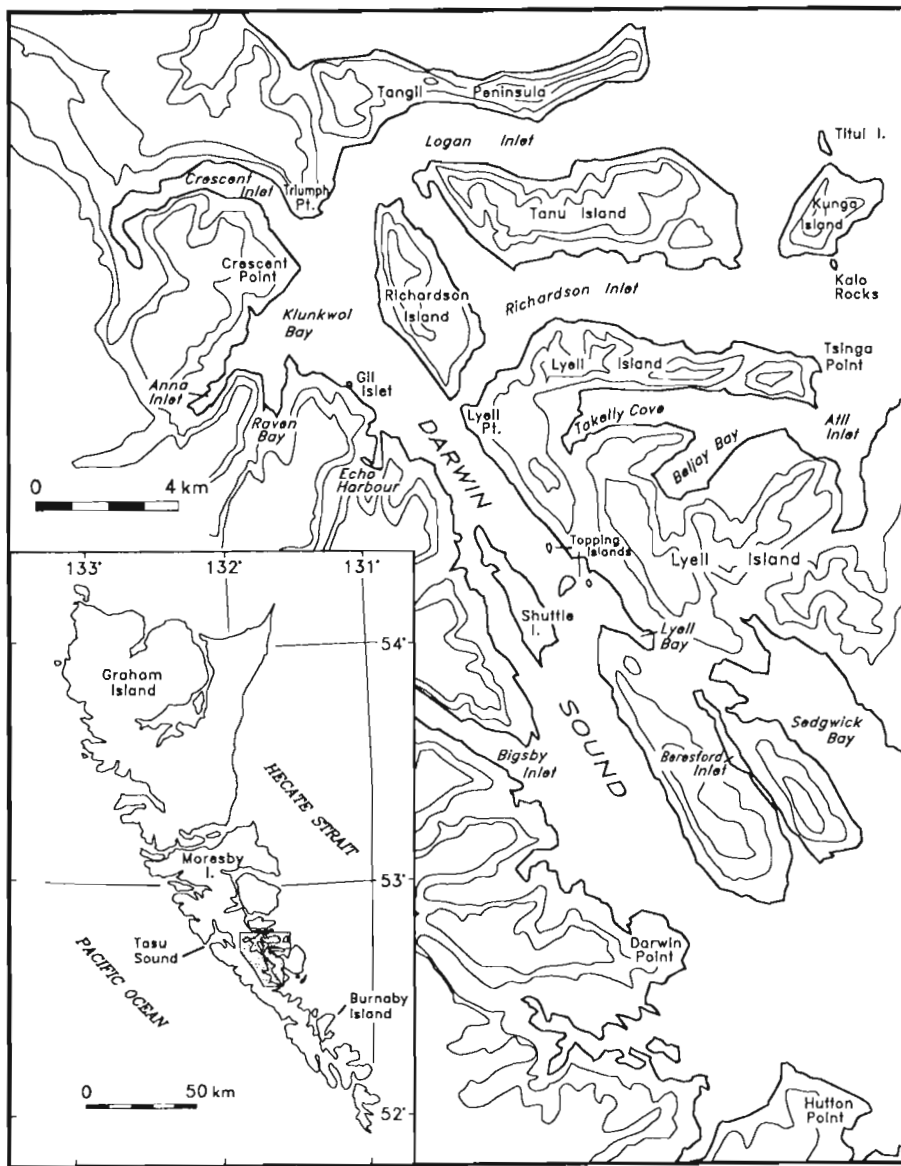 Tangil
Peninsula
Logan Inlet
Titul I.
Crescent
Inlet
Triumph
Pt.
Tanu Island
Kunga
Island
Crescent
Point
Kalo
Rocks
Richardson
Island
Richardson Inlet
Klunkwoi
Bay
Tsinga
Point
Lyell Island
Anna
Inlet
Gil
Islet
Raven
Bay
Lyell
Pt.
Takelly Cove
Atli
Inlet
Beljay Bay
Echo
Harbour
DARWIN
0 4 km
Topping
Islands
Lyell Island
Shuttle
I.
Lyell
Bay
SOUND
Sedgwick
Bay
Bigsby
Inlet
Beresford
Inlet
Darwin
Point
Hutton
Point
133° 132° 131°
54°
Graham
Island
HECATE STRAIT
Moresby
I.
53°
Tasu
Sound
PACIFIC OCEAN
Burnaby
Island
0 50 km
52°